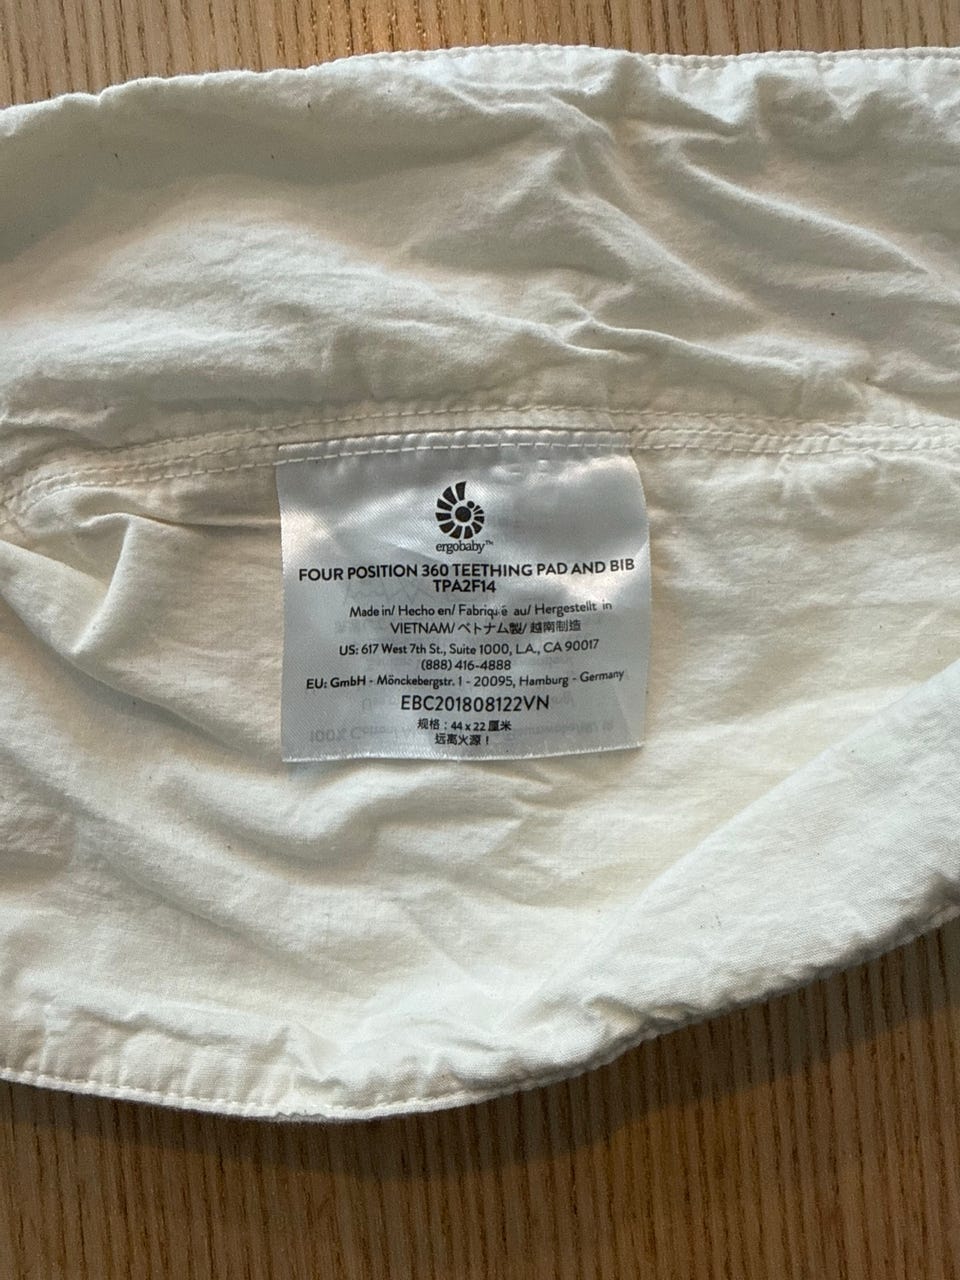 ergobaby™
FOUR POSITION 360 TEETHING PAD AND BIB
TPA2F14
Made in/ Hecho en/ Fabriqué au/ Hergestellt in
VIETNAM/ ベトナム製/ 越南制造
US: 617 West 7th St., Suite 1000, L.A., CA 90017
(888) 416-4888
EU: GmbH - Mönckebergstr. 1 - 20095, Hamburg - Germany
EBC201808122VN
规格：44 x 22 厘米
远离火源！